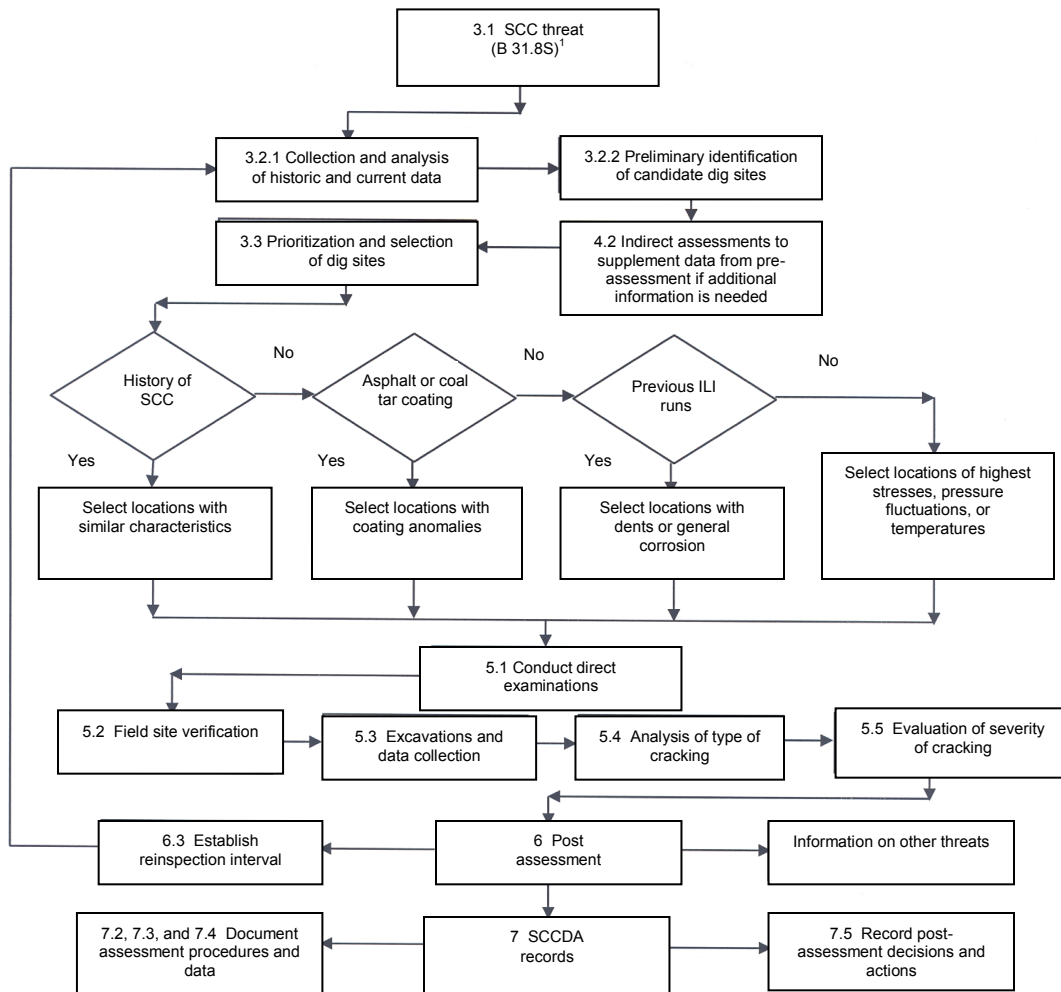 3.1 SCC threat
(B 31.8S)1
3.2.1 Collection and analysis
of historic and current data
3.2.2 Preliminary identification
of candidate dig sites
3.3 Prioritization and selection
of dig sites
4.2 Indirect assessments to
supplement data from pre-
assessment if additional
information is needed
History of
SCC
No
Asphalt or coal
tar coating
No
Previous ILI
runs
No
Yes
Yes
Yes
Select locations with
similar characteristics
Select locations with
coating anomalies
Select locations with
dents or general
corrosion
Select locations of highest
stresses, pressure
fluctuations, or
temperatures
5.1 Conduct direct
examinations
5.2 Field site verification
5.3 Excavations and
data collection
5.4 Analysis of type of
cracking
5.5 Evaluation of severity
of cracking
6.3 Establish
reinspection interval
6 Post
assessment
Information on other threats
7.2, 7.3, and 7.4 Document
assessment procedures and
data
7 SCCDA
records
7.5 Record post-
assessment decisions and
actions